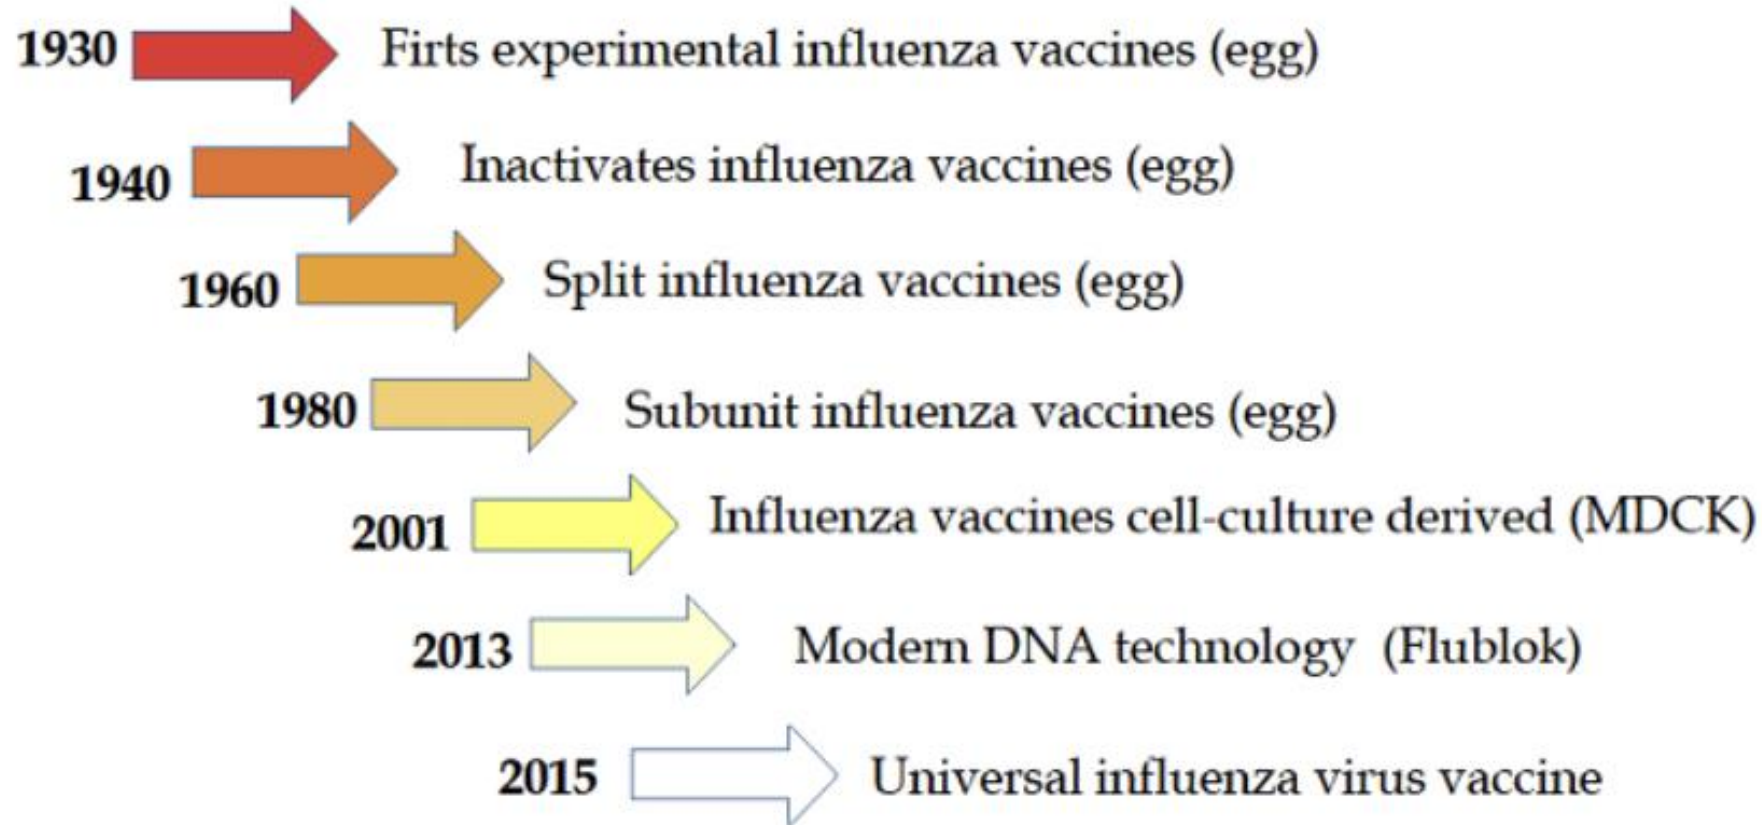 1930 Firts experimental influenza vaccines (egg)
1940 Inactivates influenza vaccines (egg)
1960 Split influenza vaccines (egg)
1980 Subunit influenza vaccines (egg)
2001 Influenza vaccines cell-culture derived (MDCK)
2013 Modern DNA technology (Flublok)
2015 Universal influenza virus vaccine